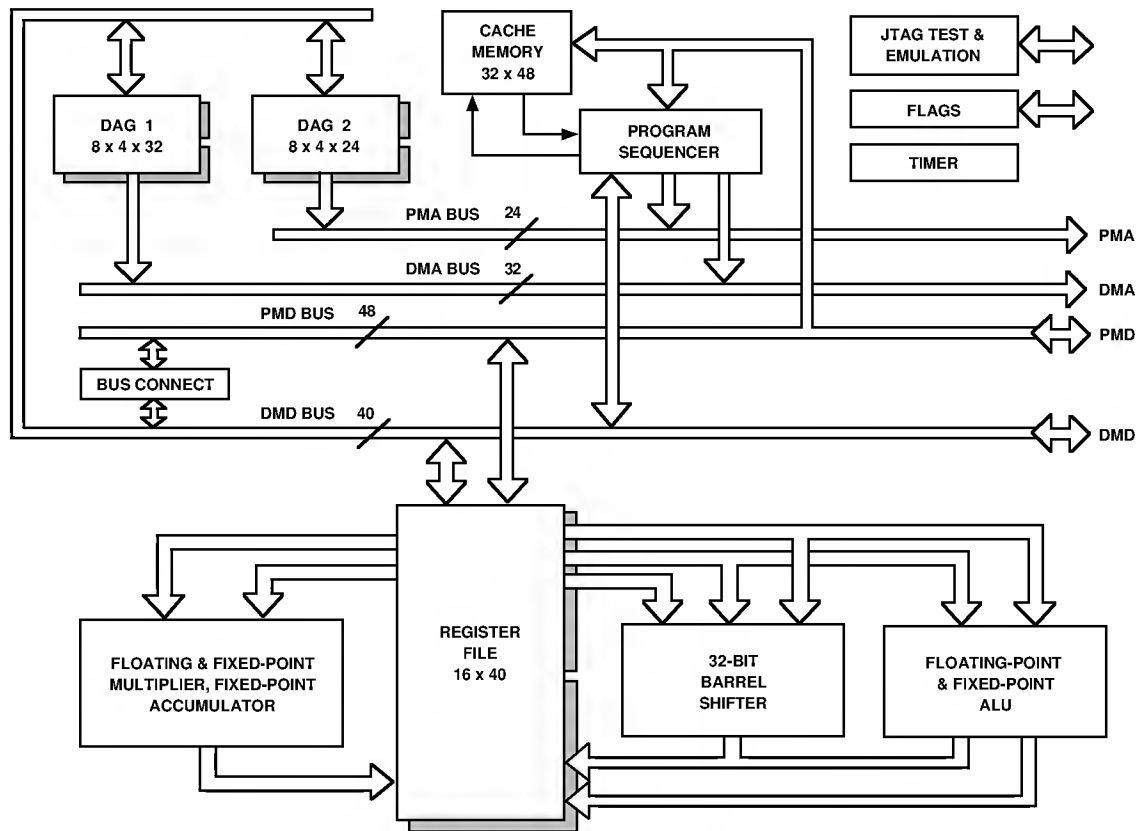 CACHE
MEMORY
32 x 48
JTAG TEST &
EMULATION
DAG 1
8 x 4 x 32
DAG 2
8 x 4 x 24
PROGRAM
SEQUENCER
FLAGS
TIMER
PMA BUS 24
PMA
DMA BUS 32
DMA
PMD BUS 48
PMD
BUS CONNECT
DMD BUS 40
DMD
FLOATING & FIXED-POINT
MULTIPLIER, FIXED-POINT
ACCUMULATOR
REGISTER
FILE
16 x 40
32-BIT
BARREL
SHIFTER
FLOATING-POINT
& FIXED-POINT
ALU